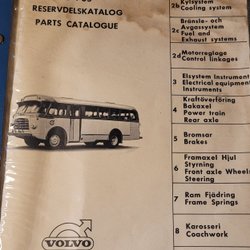 RESERVDELSKATALOG
PARTS CATALOGUE
VOLVO
2b Kylsystem
Cooling system
2c Bränsle- och
Avgassystem
Fuel and
Exhaust systems
2d Motorreglage
Control linkages
3 Elsystem Instrument
Electrical equipment
Instruments
4 Kraftöverföring
Bakaxel
Power train
Rear axle
5 Bromsar
Brakes
6 Framaxel Hjul
Styrning
Front axle Wheels
Steering
7 Ram Fjädring
Frame Springs
8 Karosseri
Coachwork